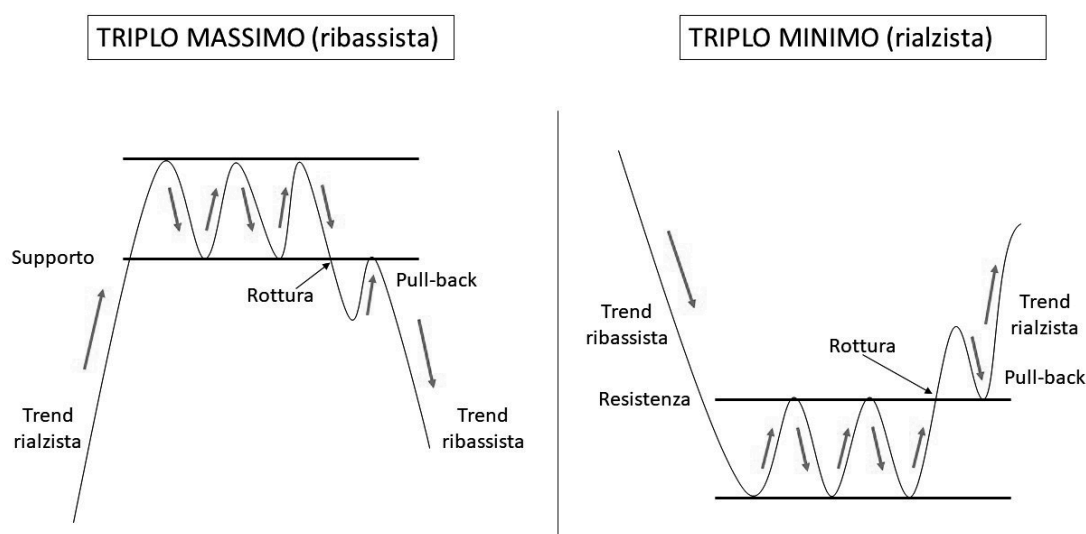 TRIPLO MASSIMO (ribassista)
Supporto
Rottura
Pull-back
Trend
rialzista
Trend
ribassista
TRIPLO MINIMO (rialzista)
Trend
ribassista
Resistenza
Rottura
Trend
rialzista
Pull-back